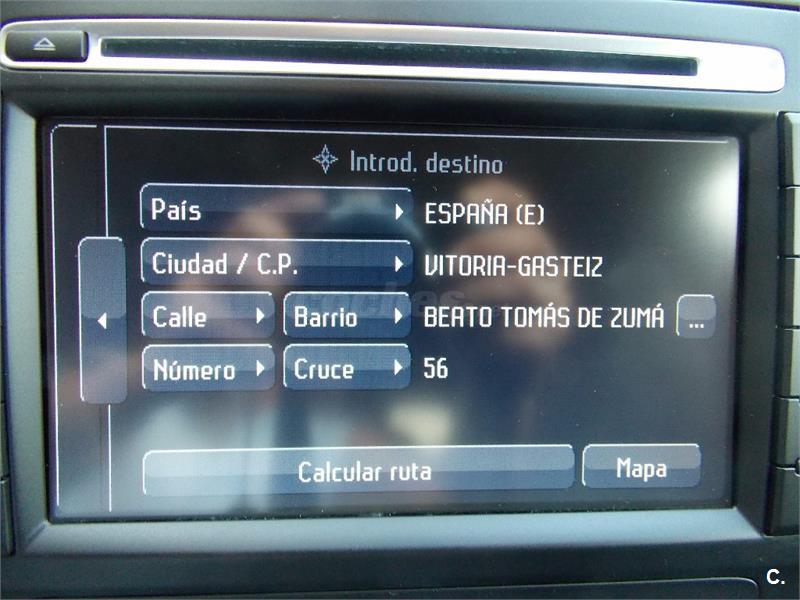 Introd. destino
País ESPAÑA (E)
Ciudad / C.P. VITORIA-GASTEIZ
Calle Barrio BEATO TOMÁS DE ZUMÁ ...
Número Cruce 56
Calcular ruta Mapa
C.